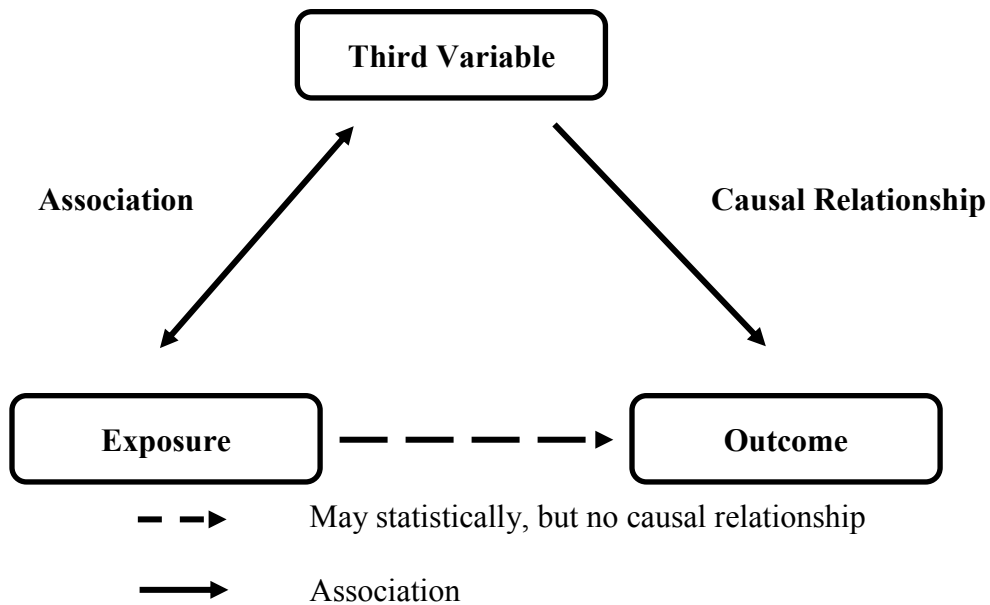 Third Variable
Association
Causal Relationship
Exposure
Outcome
May statistically, but no causal relationship
Association